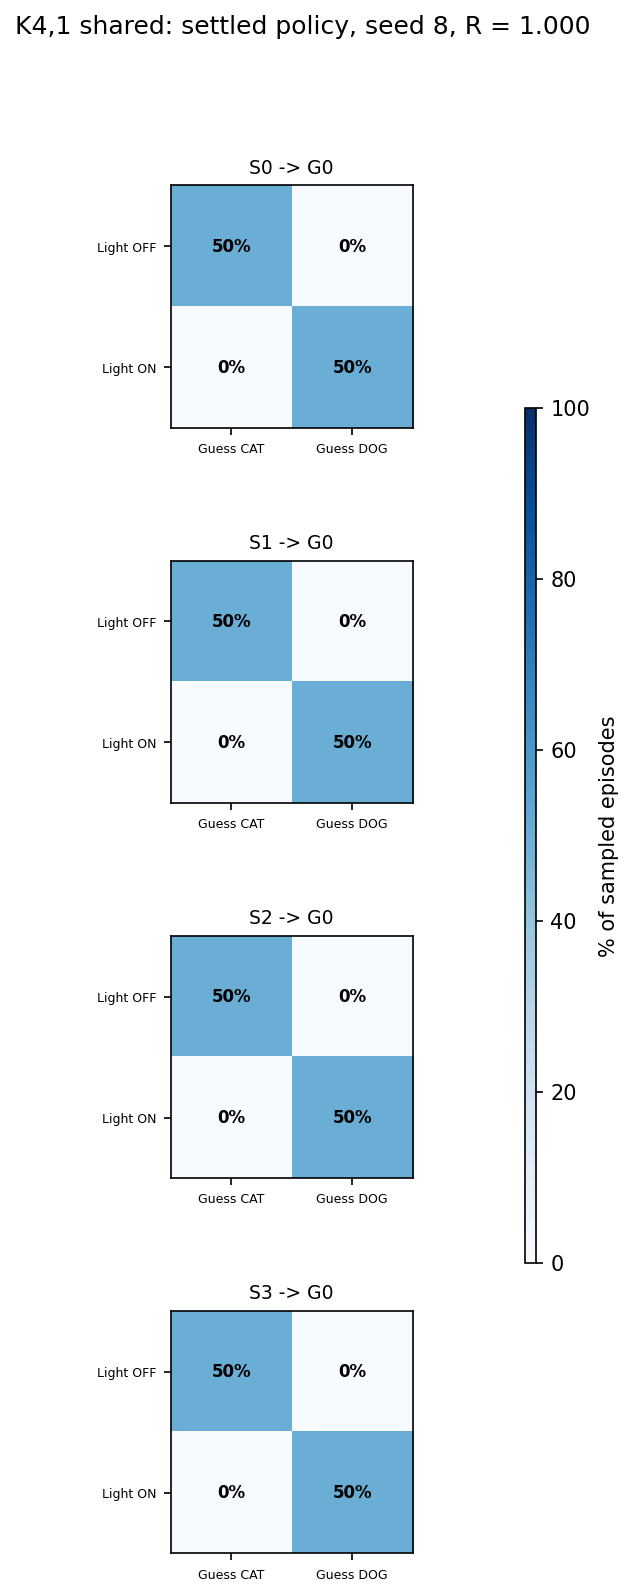 K4,1 shared: settled policy, seed 8, R = 1.000
S0 -> G0
Light OFF 50% 0%
Light ON 0% 50%
Guess CAT Guess DOG
S1 -> G0
Light OFF 50% 0%
Light ON 0% 50%
Guess CAT Guess DOG
S2 -> G0
Light OFF 50% 0%
Light ON 0% 50%
Guess CAT Guess DOG
S3 -> G0
Light OFF 50% 0%
Light ON 0% 50%
Guess CAT Guess DOG
100
80
60
40
20
0
% of sampled episodes